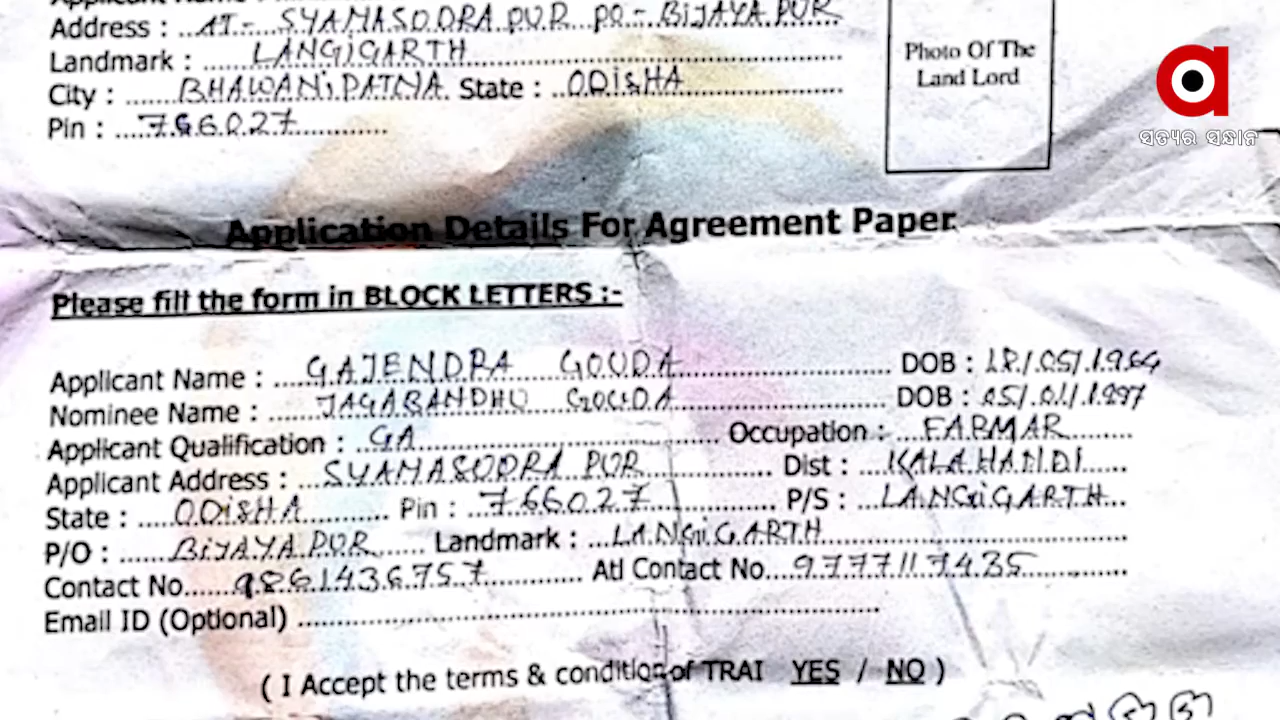 Address : AT- SYAMASODRA PUR PO- BIJAYA PUR
Landmark : LANGIGARTH
City : BHAWANIPATNA State : ODISHA
Pin : 766027
Photo Of The
Land Lord
ସତ୍ୟର ସନ୍ଧାନ
Application Details For Agreement Paper
Please fill the form in BLOCK LETTERS :-
Applicant Name : GAJENDRA GOUDA DOB : 18/05/1964
Nominee Name : JAGABANDHU GOUDA DOB : 05/01/1997
Applicant Qualification : GA Occupation : FARMAR
Applicant Address : SYAMASODRA PUR Dist : KALAHANDI
State : ODISHA Pin : 766027 P/S : LANGIGARTH
P/O : BIJAYA PUR Landmark : LANGIGARTH
Contact No. 9861436757 Atl Contact No. 9777117435
Email ID (Optional)
( I Accept the terms & condition of TRAI YES / NO )